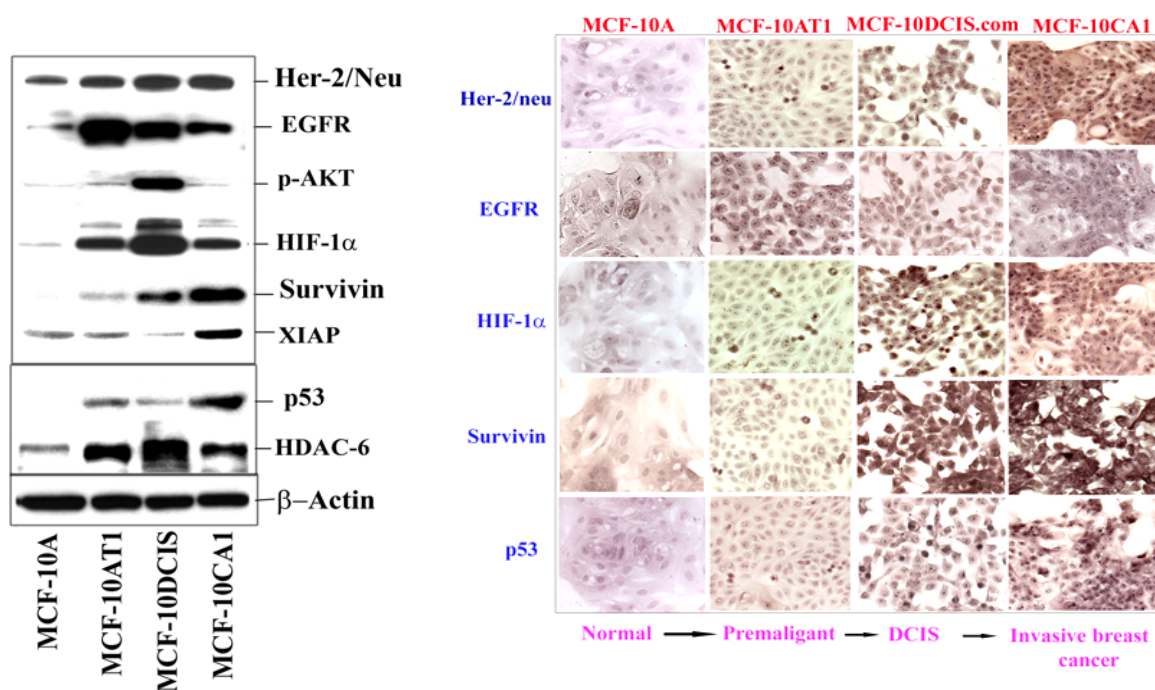 Her-2/Neu
EGFR
p-AKT
HIF-1α
Survivin
XIAP
p53
HDAC-6
β–Actin
MCF-10A
MCF-10AT1
MCF-10DCIS
MCF-10CA1
MCF-10A MCF-10AT1 MCF-10DCIS.com MCF-10CA1
Her-2/neu
EGFR
HIF-1α
Survivin
p53
Normal Premaligant DCIS Invasive breast
cancer